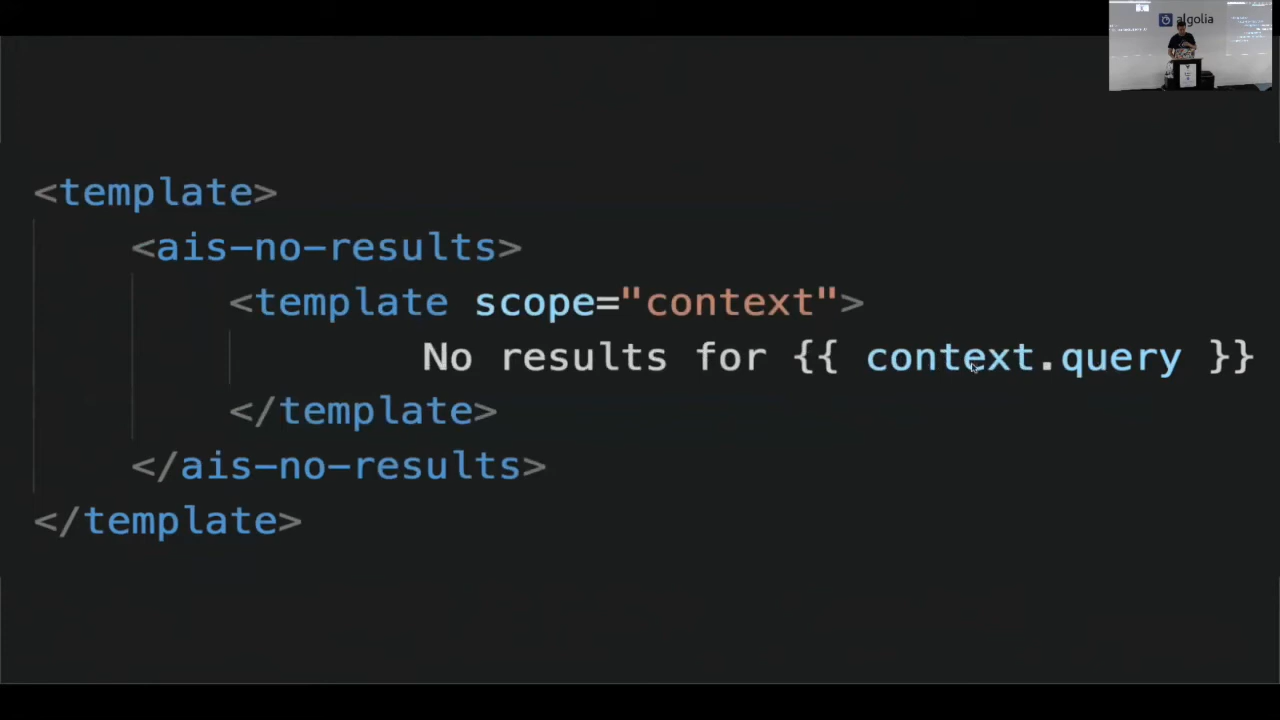 algolia
<template>
<ais-no-results>
<template scope="context">
No results for {{ context.query }}
</template>
</ais-no-results>
</template>